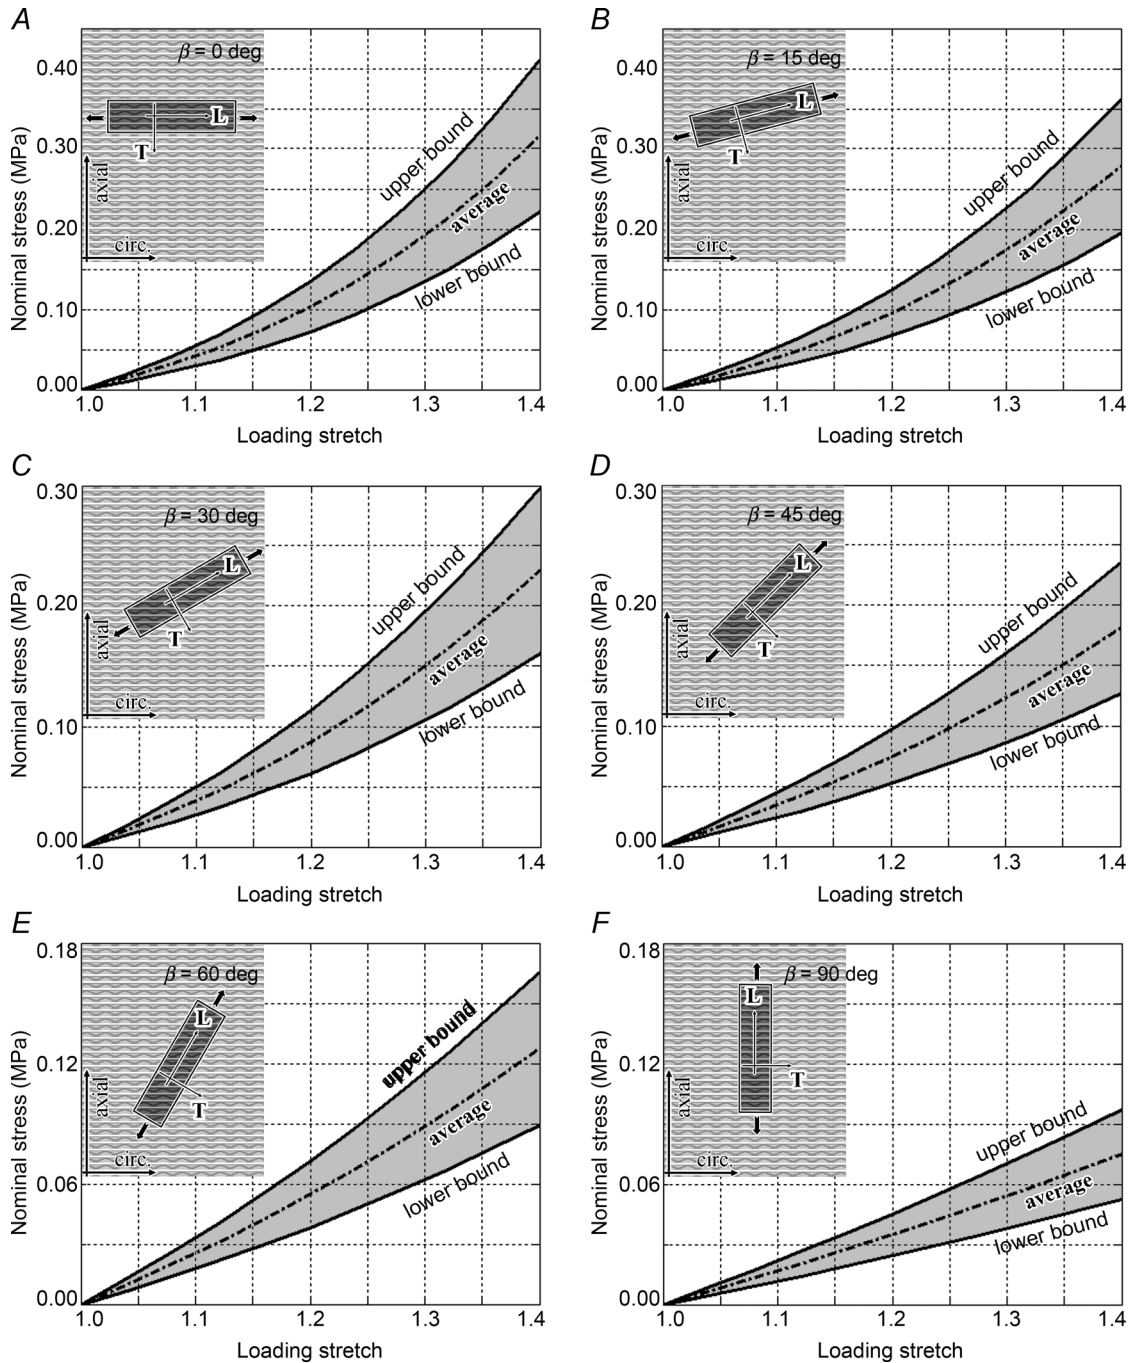 A
β = 0 deg
L
T
axial
circ.
upper bound
average
lower bound
Nominal stress (MPa)
0.40
0.30
0.20
0.10
0.00
1.0 1.1 1.2 1.3 1.4
Loading stretch
B
β = 15 deg
L
T
axial
circ.
upper bound
average
lower bound
Nominal stress (MPa)
0.40
0.30
0.20
0.10
0.00
1.0 1.1 1.2 1.3 1.4
Loading stretch
C
β = 30 deg
L
T
axial
circ.
upper bound
average
lower bound
Nominal stress (MPa)
0.30
0.20
0.10
0.00
1.0 1.1 1.2 1.3 1.4
Loading stretch
D
β = 45 deg
L
T
axial
circ.
upper bound
average
lower bound
Nominal stress (MPa)
0.30
0.20
0.10
0.00
1.0 1.1 1.2 1.3 1.4
Loading stretch
E
β = 60 deg
L
T
axial
circ.
upper bound
average
lower bound
Nominal stress (MPa)
0.18
0.12
0.06
0.00
1.0 1.1 1.2 1.3 1.4
Loading stretch
F
β = 90 deg
L
T
axial
circ.
upper bound
average
lower bound
Nominal stress (MPa)
0.18
0.12
0.06
0.00
1.0 1.1 1.2 1.3 1.4
Loading stretch